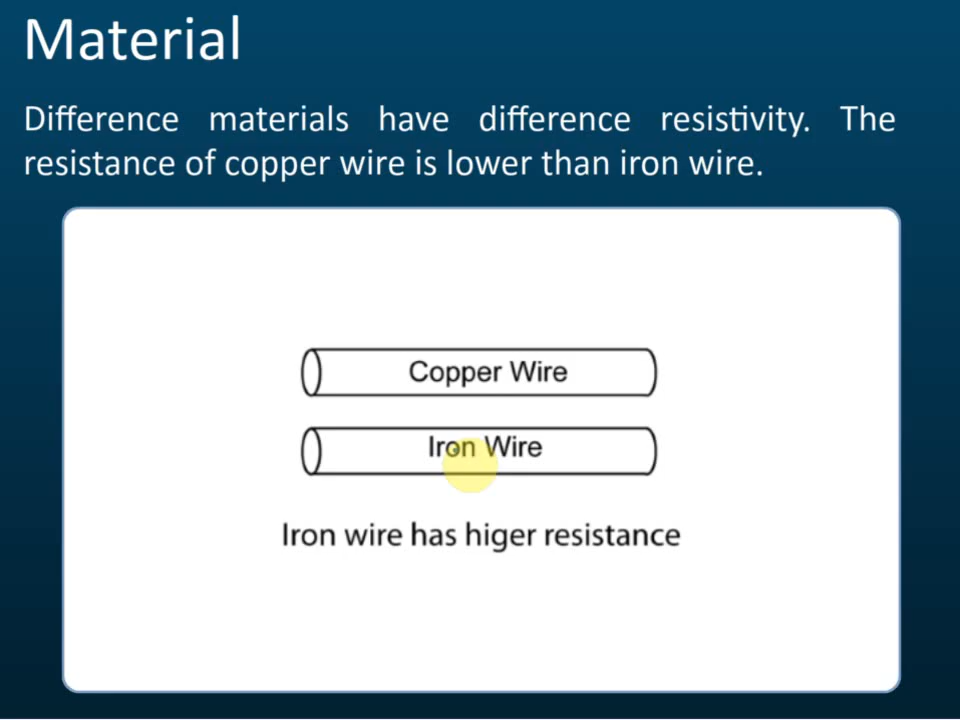 Material
Difference materials have difference resistivity. The
resistance of copper wire is lower than iron wire.
Copper Wire
Iron Wire
Iron wire has higer resistance